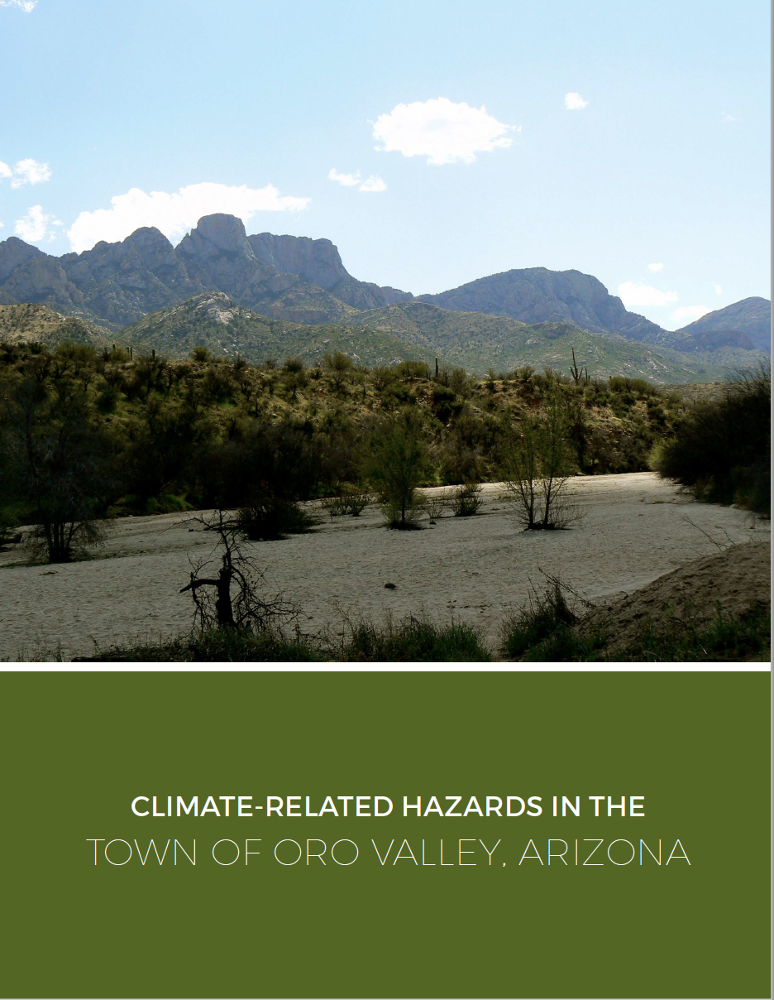 CLIMATE-RELATED HAZARDS IN THE
TOWN OF ORO VALLEY, ARIZONA